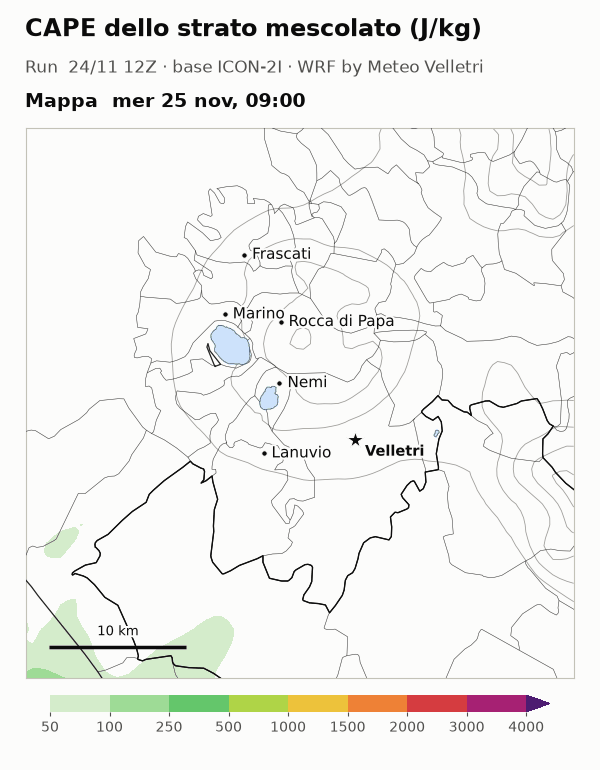 CAPE dello strato mescolato (J/kg)
Run  24/11 12Z · base ICON-2I · WRF by Meteo Velletri
Mappa  mer 25 nov, 09:00
Frascati
Marino
Rocca di Papa
Nemi
Velletri
Lanuvio
10 km
50 100 250 500 1000 1500 2000 3000 4000